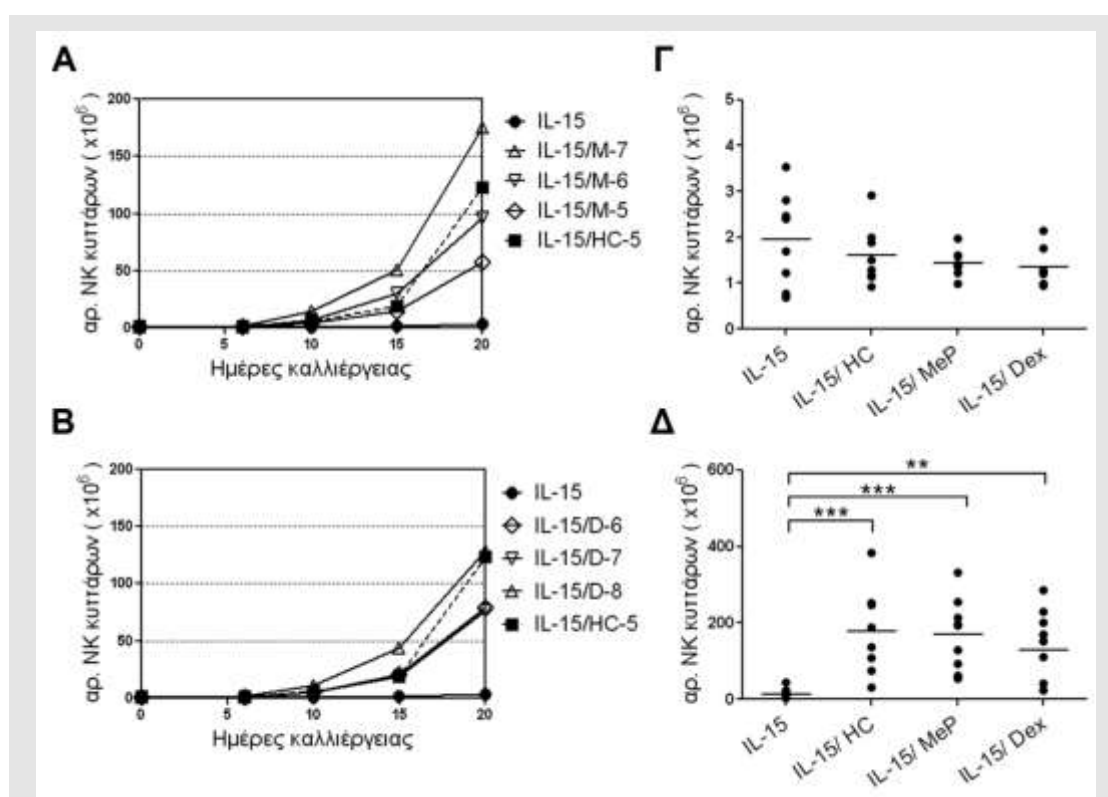 A
αρ. NK κυττάρων ( x10⁶ )
200
150
100
50
0
0
5
10
15
20
Ημέρες καλλιέργειας
IL-15
IL-15/M-7
IL-15/M-6
IL-15/M-5
IL-15/HC-5
Γ
αρ. NK κυττάρων ( x10⁶ )
5
4
3
2
1
0
IL-15
IL-15/ HC
IL-15/ MeP
IL-15/ Dex
B
αρ. NK κυττάρων ( x10⁶ )
200
150
100
50
0
0
5
10
15
20
Ημέρες καλλιέργειας
IL-15
IL-15/D-6
IL-15/D-7
IL-15/D-8
IL-15/HC-5
Δ
αρ. NK κυττάρων ( x10⁶ )
600
400
200
0
**
***
***
IL-15
IL-15/ HC
IL-15/ MeP
IL-15/ Dex